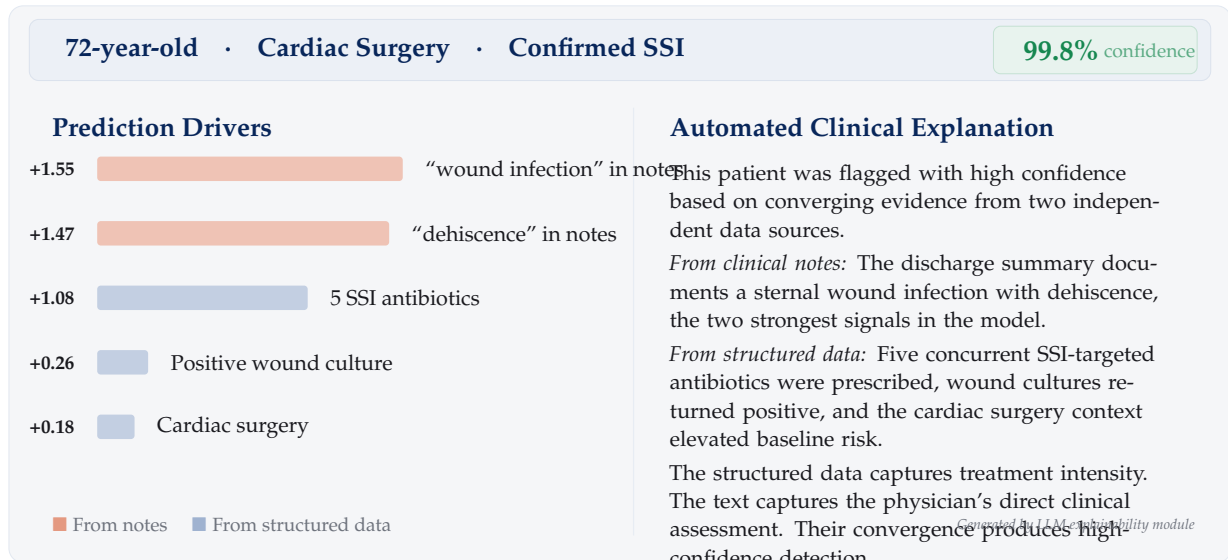 72-year-old · Cardiac Surgery · Confirmed SSI
99.8% confidence
Prediction Drivers
+1.55 “wound infection” in notes
+1.47 “dehiscence” in notes
+1.08 5 SSI antibiotics
+0.26 Positive wound culture
+0.18 Cardiac surgery
From notes From structured data
Automated Clinical Explanation
This patient was flagged with high confidence
based on converging evidence from two indepen-
dent data sources.
From clinical notes: The discharge summary docu-
ments a sternal wound infection with dehiscence,
the two strongest signals in the model.
From structured data: Five concurrent SSI-targeted
antibiotics were prescribed, wound cultures re-
turned positive, and the cardiac surgery context
elevated baseline risk.
The structured data captures treatment intensity.
The text captures the physician’s direct clinical
assessment. Their convergence produces high-
confidence detection.
Generated by LLM explainability module